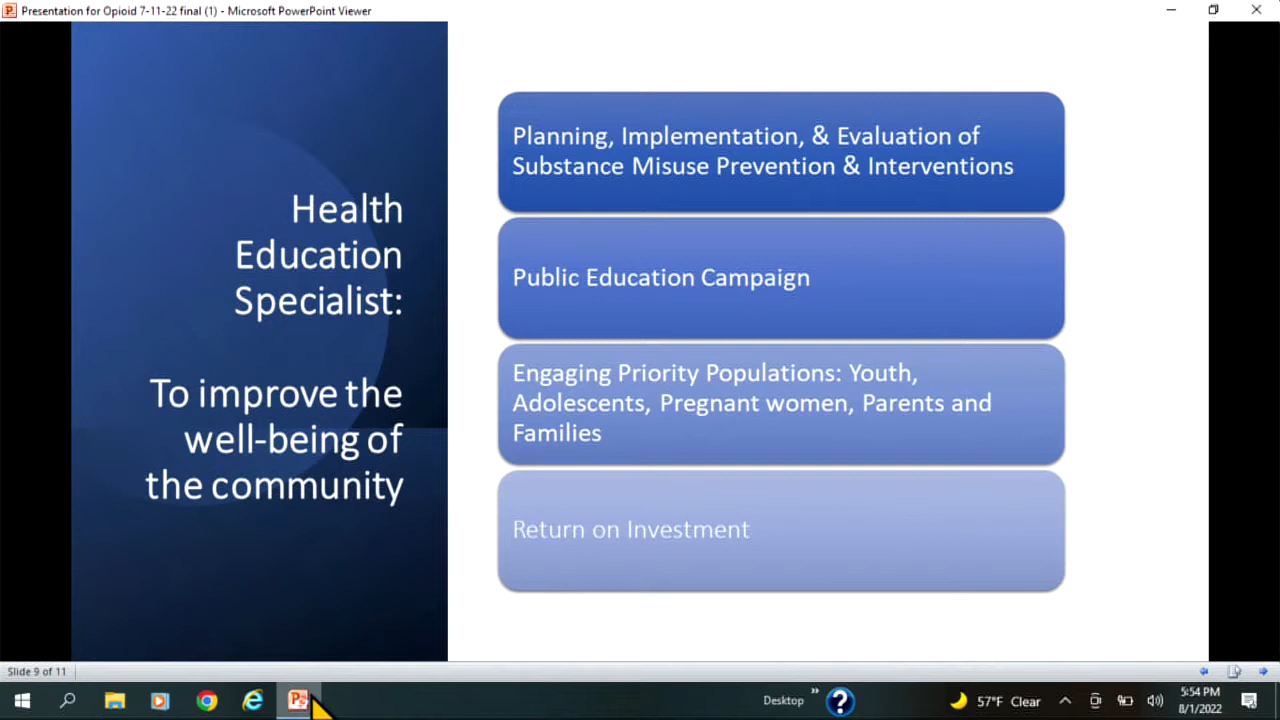 Presentation for Opioid 7-11-22 final (1) - Microsoft PowerPoint Viewer
Health
Education
Specialist:
To improve the
well-being of
the community
Planning, Implementation, & Evaluation of
Substance Misuse Prevention & Interventions
Public Education Campaign
Engaging Priority Populations: Youth,
Adolescents, Pregnant women, Parents and
Families
Return on Investment
Slide 9 of 11
Desktop
57°F Clear
5:54 PM
8/1/2022